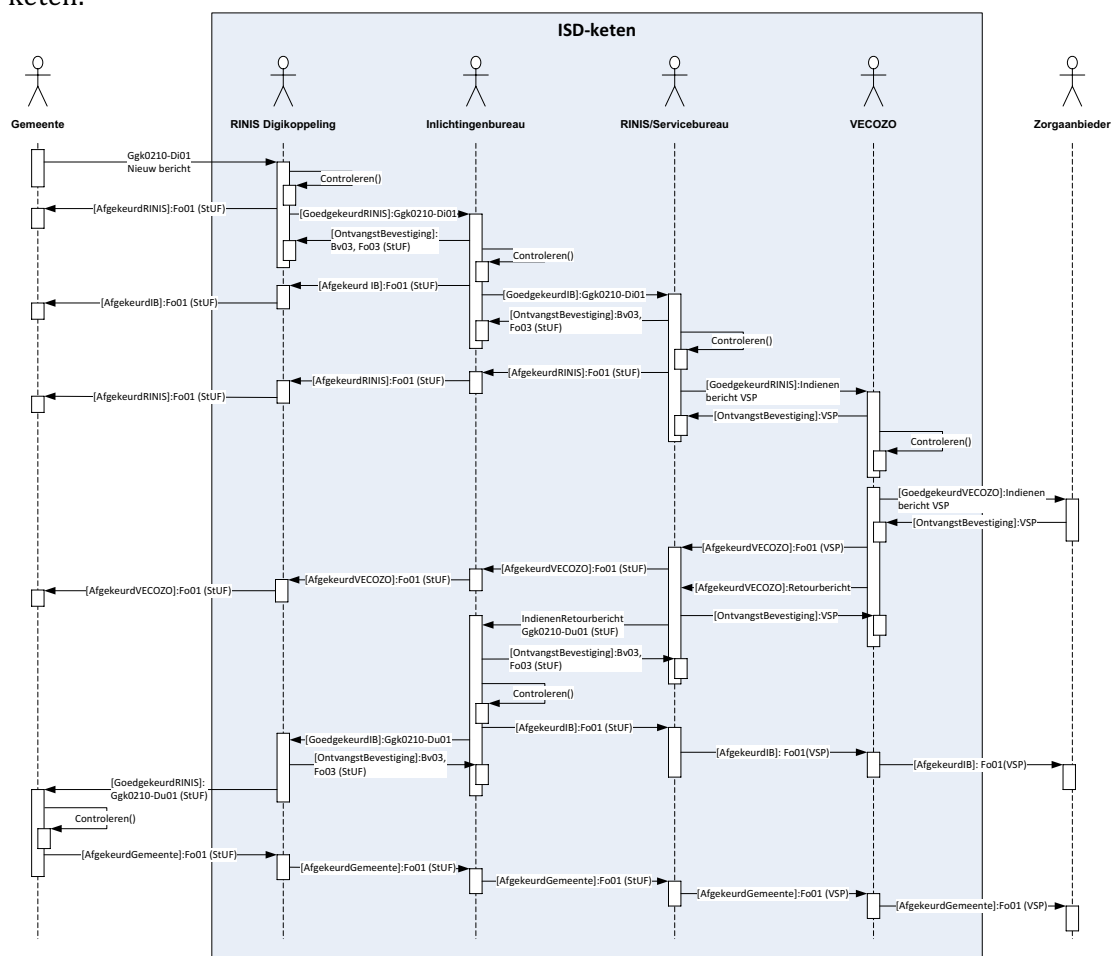 keten:
ISD-keten
Gemeente
RINIS Digikoppeling
Inlichtingenbureau
RINIS/Servicebureau
VECOZO
Zorgaanbieder
Ggk0210-Di01
Nieuw bericht
Controleren()
[AfgekeurdRINIS]:Fo01 (StUF)
[GoedgekeurdRINIS]:Ggk0210-Di01
[OntvangstBevestiging]:
Bv03, Fo03 (StUF)
Controleren()
[Afgekeurd IB]:Fo01 (StUF)
[AfgekeurdIB]:Fo01 (StUF)
[GoedgekeurdIB]:Ggk0210-Di01
[OntvangstBevestiging]:Bv03,
Fo03 (StUF)
Controleren()
[AfgekeurdRINIS]:Fo01 (StUF)
[AfgekeurdRINIS]:Fo01 (StUF)
[AfgekeurdRINIS]:Fo01 (StUF)
[GoedgekeurdRINIS]:Indienen
bericht VSP
[OntvangstBevestiging]:VSP
Controleren()
[GoedgekeurdVECOZO]:Indienen
bericht VSP
[OntvangstBevestiging]:VSP
[AfgekeurdVECOZO]:Fo01 (VSP)
[AfgekeurdVECOZO]:Fo01 (StUF)
[AfgekeurdVECOZO]:Fo01 (StUF)
[AfgekeurdVECOZO]:Fo01 (StUF)
[AfgekeurdVECOZO]:Retourbericht
[OntvangstBevestiging]:VSP
IndienenRetourbericht
Ggk0210-Du01 (StUF)
[OntvangstBevestiging]:Bv03,
Fo03 (StUF)
Controleren()
[AfgekeurdIB]:Fo01 (StUF)
[GoedgekeurdIB]:Ggk0210-Du01
[AfgekeurdIB]: Fo01(VSP)
[AfgekeurdIB]: Fo01(VSP)
[OntvangstBevestiging]:Bv03,
Fo03 (StUF)
[GoedgekeurdRINIS]:
Ggk0210-Du01 (StUF)
Controleren()
[AfgekeurdGemeente]:Fo01 (StUF)
[AfgekeurdGemeente]:Fo01 (StUF)
[AfgekeurdGemeente]:Fo01 (StUF)
[AfgekeurdGemeente]:Fo01 (VSP)
[AfgekeurdGemeente]:Fo01 (VSP)